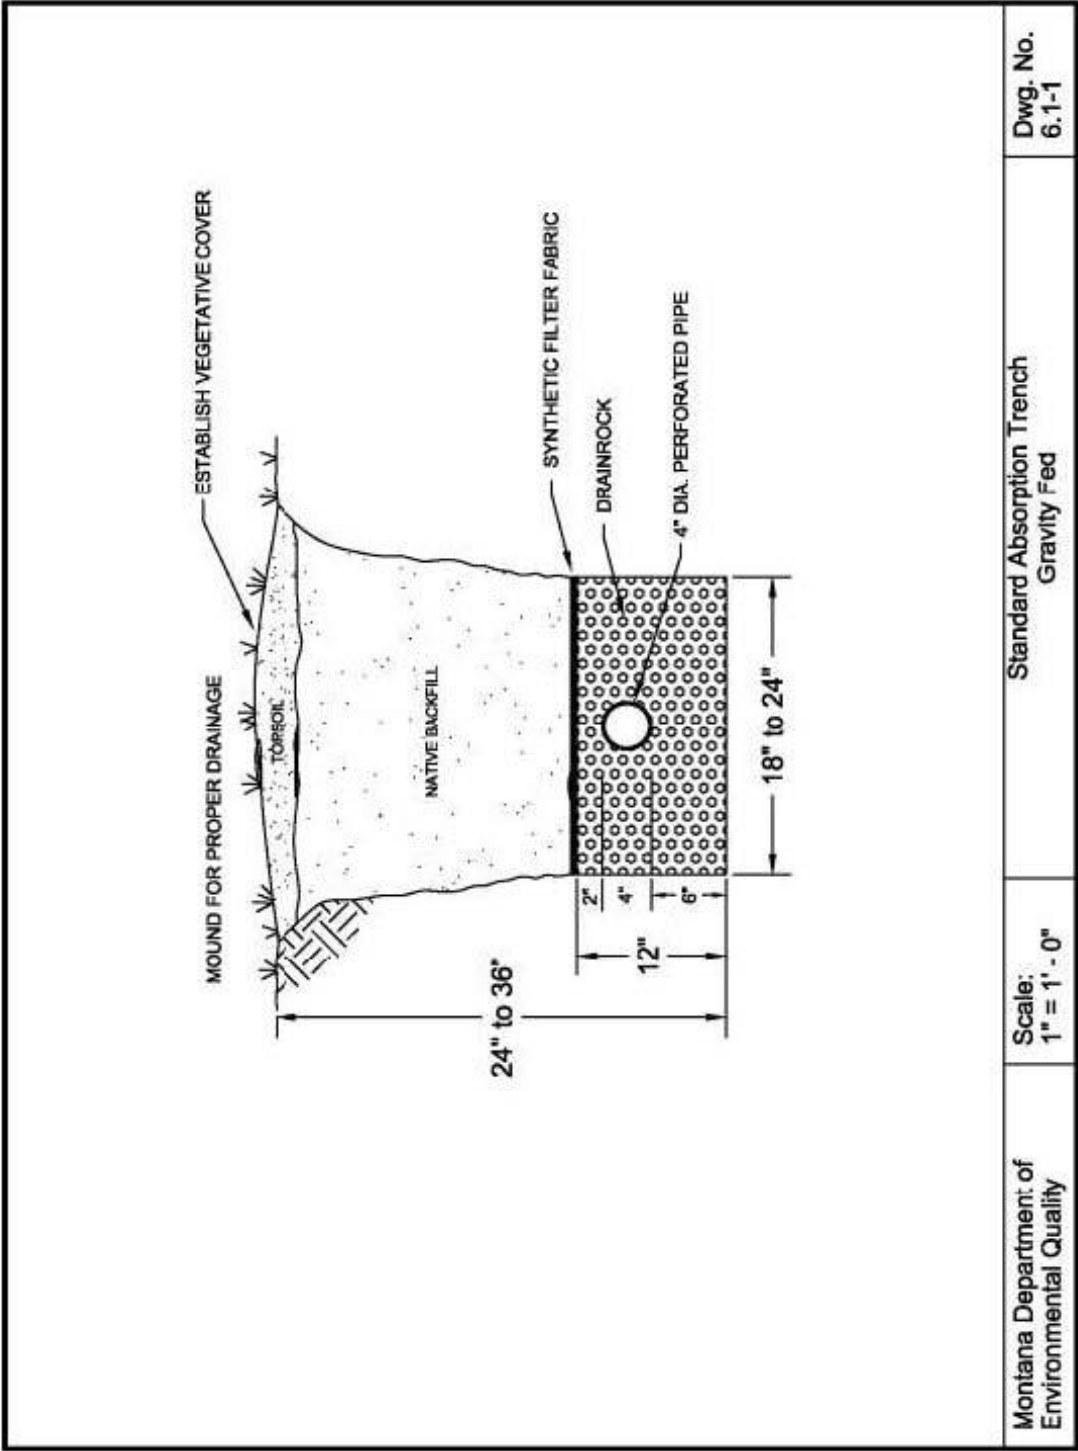 MOUND FOR PROPER DRAINAGE
ESTABLISH VEGETATIVE COVER
TOPSOIL
NATIVE BACKFILL
SYNTHETIC FILTER FABRIC
DRAINROCK
4" DIA. PERFORATED PIPE
24" to 36"
12"
2"
4"
6"
18" to 24"
Montana Department of
Environmental Quality
Scale:
1" = 1' - 0"
Standard Absorption Trench
Gravity Fed
Dwg. No.
6.1-1